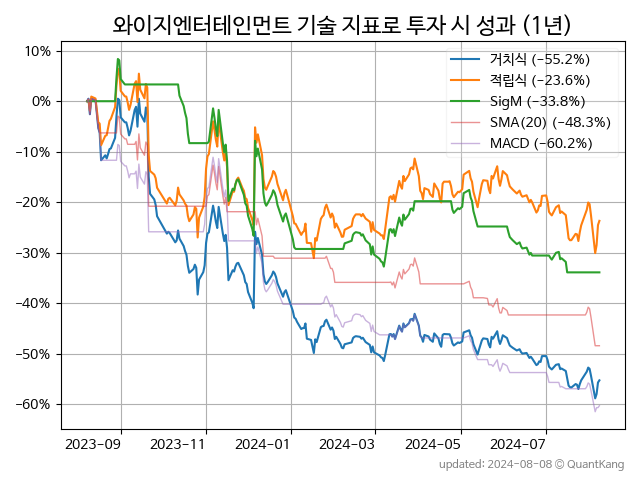 와이지엔터테인먼트 기술 지표로 투자 시 성과 (1년)
거치식 (−55.2%)
적립식 (−23.6%)
SigM (−33.8%)
SMA(20) (−48.3%)
MACD (−60.2%)
10%
0%
−10%
−20%
−30%
−40%
−50%
−60%
2023-09 2023-11 2024-01 2024-03 2024-05 2024-07
updated: 2024-08-08 © QuantKang